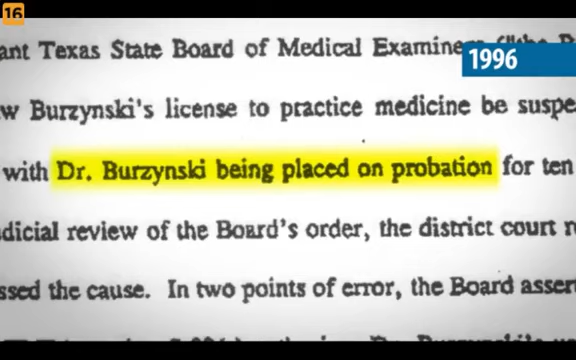 16
1996
ant Texas State Board of Medical Examiners
w Burzynski's license to practice medicine be suspe
with Dr. Burzynski being placed on probation for ten
dicial review of the Board's order, the district court r
ssed the cause. In two points of error, the Board assert